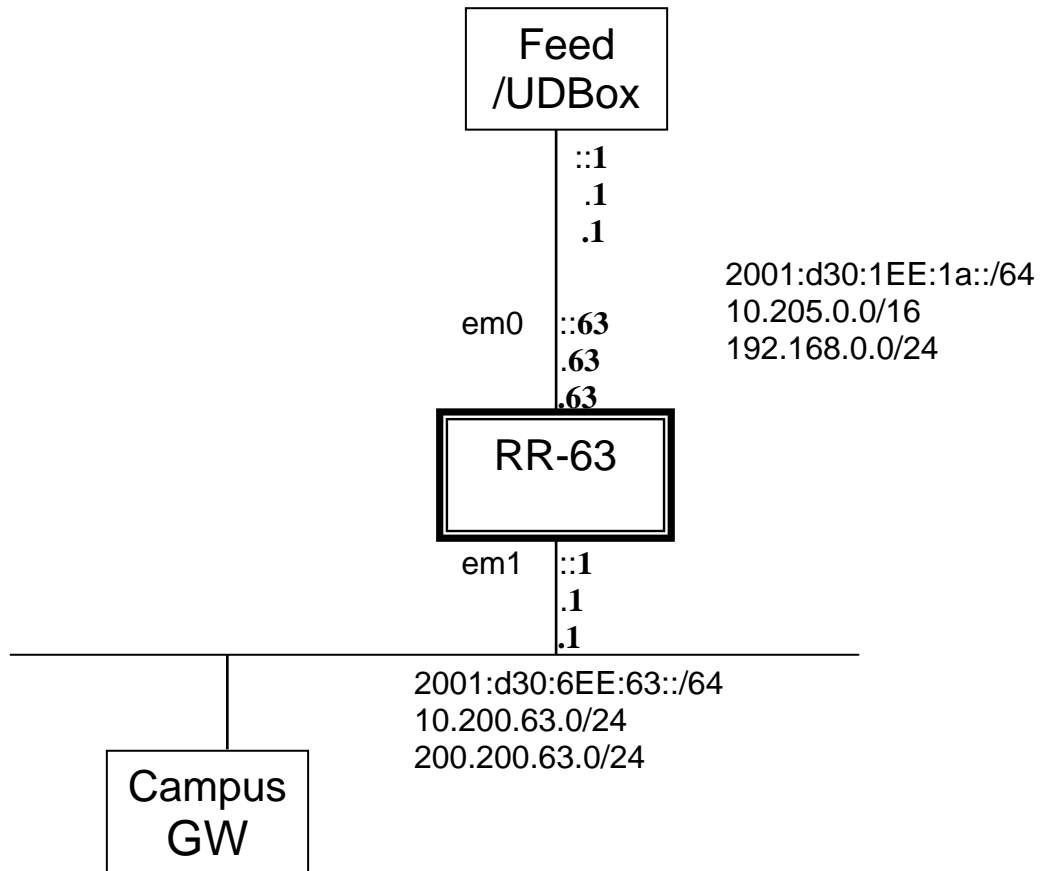 Feed
/UDBox
::1
.1
.1
2001:d30:1EE:1a::/64
10.205.0.0/16
192.168.0.0/24
em0
::63
.63
.63
RR-63
em1
::1
.1
.1
2001:d30:6EE:63::/64
10.200.63.0/24
200.200.63.0/24
Campus
GW